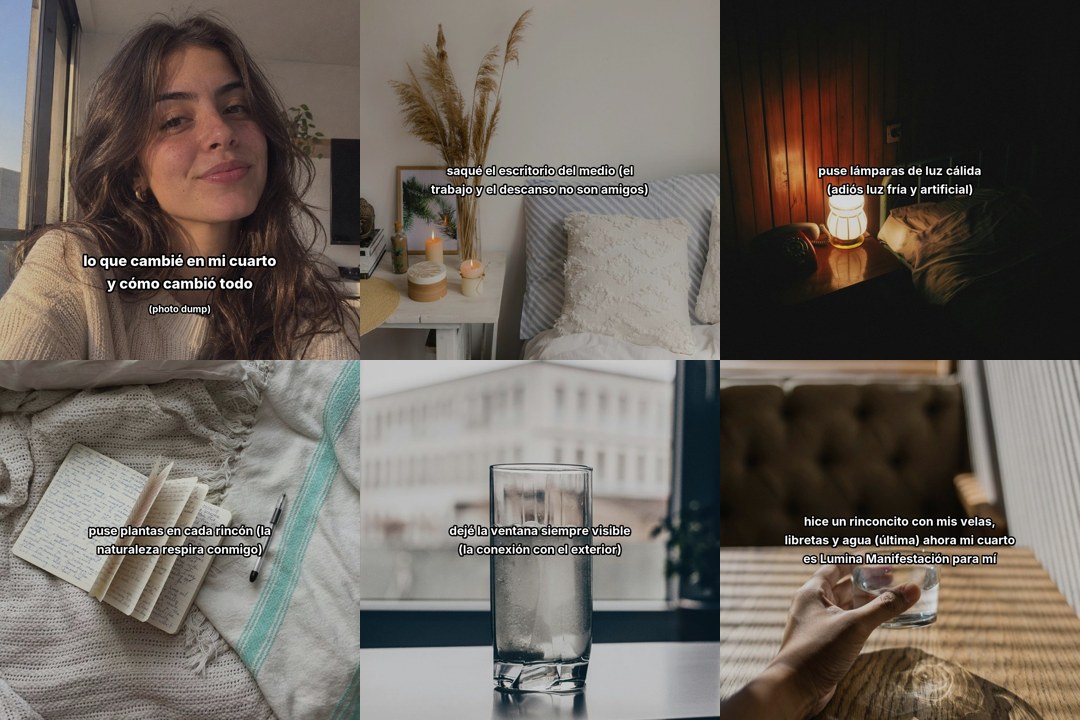 lo que cambié en mi cuarto
y cómo cambió todo
(photo dump)
saqué el escritorio del medio (el
trabajo y el descanso no son amigos)
puse lámparas de luz cálida
(adiós luz fría y artificial)
puse plantas en cada rincón (la
naturaleza respira conmigo)
dejé la ventana siempre visible
(la conexión con el exterior)
hice un rinconcito con mis velas,
libretas y agua (última) ahora mi cuarto
es Lumina Manifestación para mí